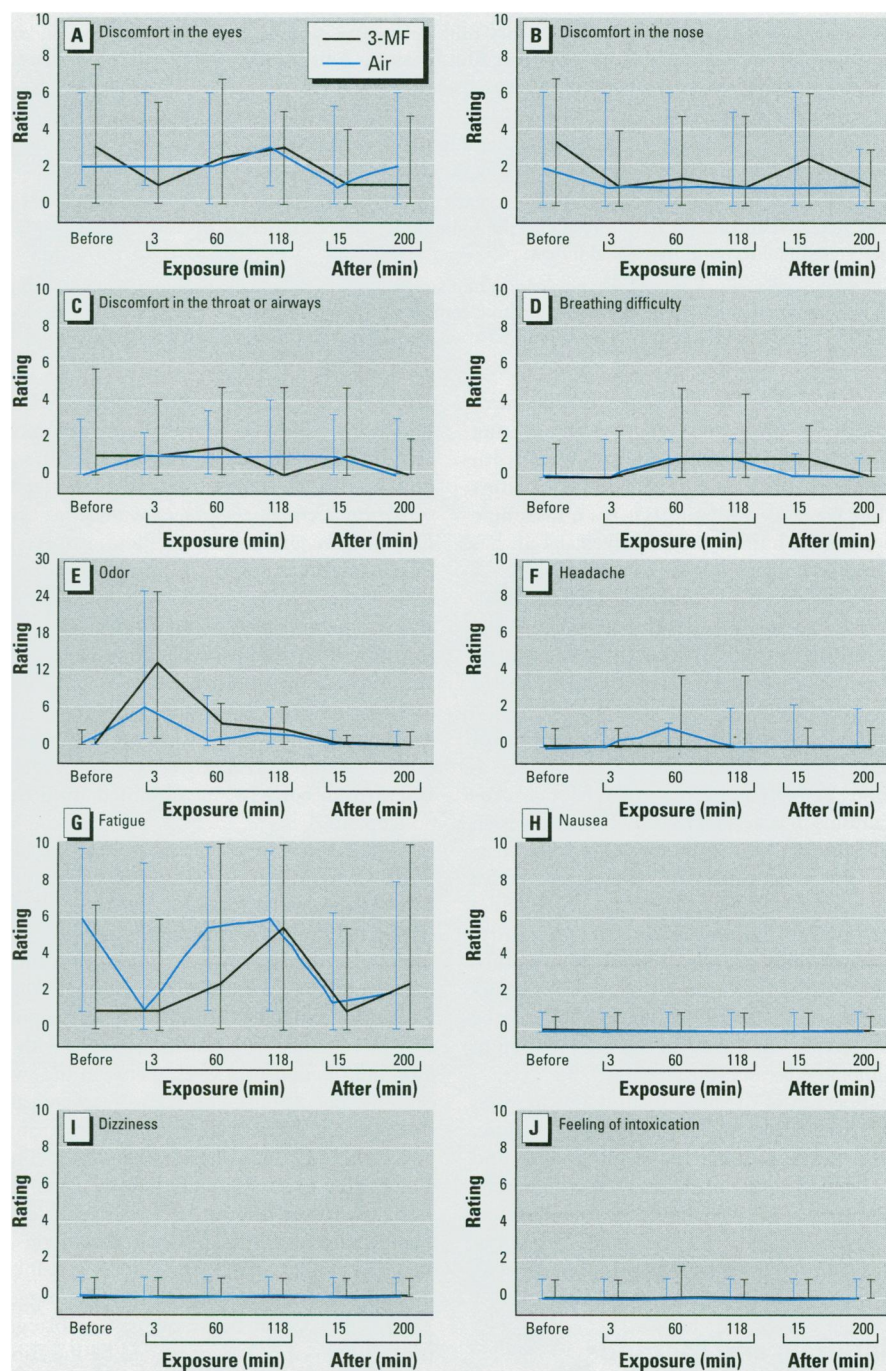 A Discomfort in the eyes
3-MF
Air
Rating
10
8
6
4
2
0
Before 3 60 118 15 200
Exposure (min) After (min)
B Discomfort in the nose
Rating
10
8
6
4
2
0
Before 3 60 118 15 200
Exposure (min) After (min)
C Discomfort in the throat or airways
Rating
10
8
6
4
2
0
Before 3 60 118 15 200
Exposure (min) After (min)
D Breathing difficulty
Rating
10
8
6
4
2
0
Before 3 60 118 15 200
Exposure (min) After (min)
E Odor
Rating
30
24
18
12
6
0
Before 3 60 118 15 200
Exposure (min) After (min)
F Headache
Rating
10
8
6
4
2
0
Before 3 60 118 15 200
Exposure (min) After (min)
G Fatigue
Rating
10
8
6
4
2
0
Before 3 60 118 15 200
Exposure (min) After (min)
H Nausea
Rating
10
8
6
4
2
0
Before 3 60 118 15 200
Exposure (min) After (min)
I Dizziness
Rating
10
8
6
4
2
0
Before 3 60 118 15 200
Exposure (min) After (min)
J Feeling of intoxication
Rating
10
8
6
4
2
0
Before 3 60 118 15 200
Exposure (min) After (min)